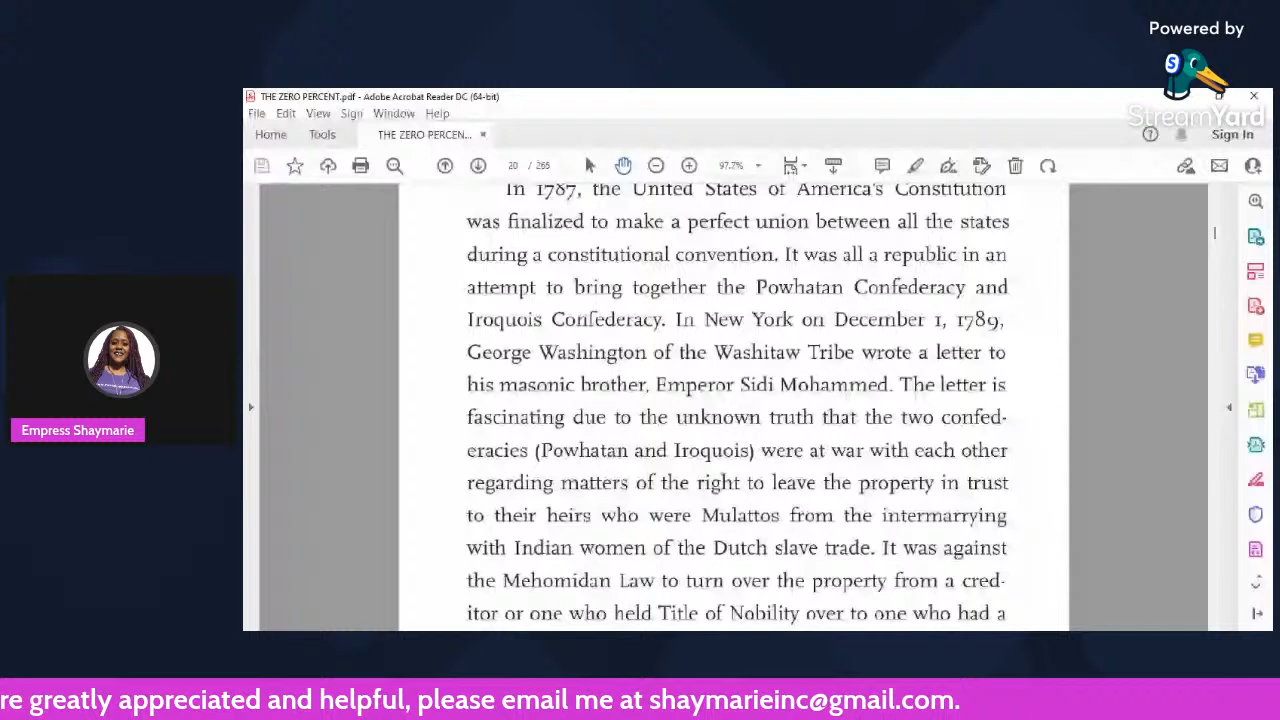 Powered by
S
StreamYard
THE ZERO PERCENT.pdf - Adobe Acrobat Reader DC (64-bit)
File Edit View Sign Window Help
Home Tools THE ZERO PERCEN...
Sign In
20 / 265
97.7%
In 1787, the United States of America's Constitution
was finalized to make a perfect union between all the states
during a constitutional convention. It was all a republic in an
attempt to bring together the Powhatan Confederacy and
Iroquois Confederacy. In New York on December 1, 1789,
George Washington of the Washitaw Tribe wrote a letter to
his masonic brother, Emperor Sidi Mohammed. The letter is
fascinating due to the unknown truth that the two confed-
eracies (Powhatan and Iroquois) were at war with each other
regarding matters of the right to leave the property in trust
to their heirs who were Mulattos from the intermarrying
with Indian women of the Dutch slave trade. It was against
the Mehomidan Law to turn over the property from a cred-
itor or one who held Title of Nobility over to one who had a
Empress Shaymarie
re greatly appreciated and helpful, please email me at shaymarieinc@gmail.com.